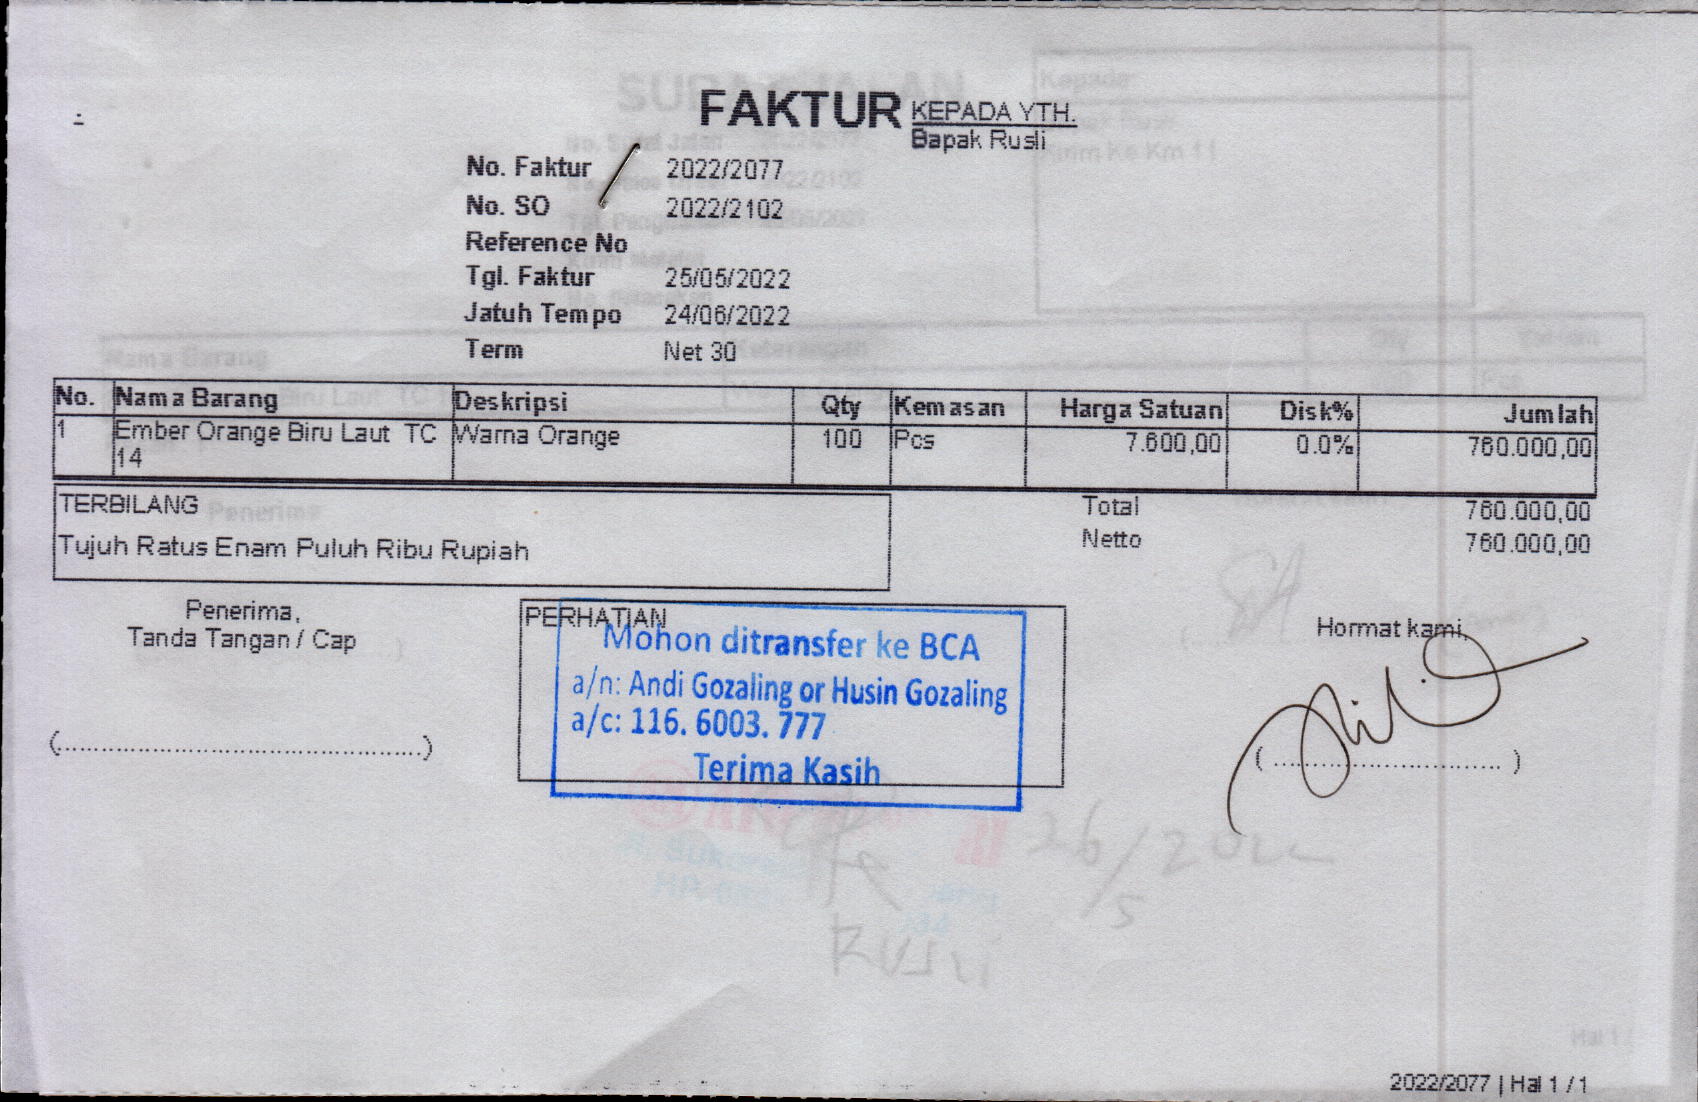 FAKTUR
KEPADA YTH.
Bapak Rusli
No. Faktur 2022/2077
No. SO 2022/2102
Reference No
Tgl. Faktur 25/05/2022
Jatuh Tempo 24/06/2022
Term Net 30
No. Nama Barang Deskripsi Qty Kemasan Harga Satuan Disk% Jumlah
1 Ember Orange Biru Laut TC Warna Orange 100 Pcs 7.600,00 0.0% 760.000,00
14
TERBILANG
Tujuh Ratus Enam Puluh Ribu Rupiah
Total 760.000,00
Netto 760.000,00
Penerima,
Tanda Tangan / Cap
(..........................................)
PERHATIAN
Mohon ditransfer ke BCA
a/n: Andi Gozaling or Husin Gozaling
a/c: 116. 6003. 777
Terima Kasih
Hormat kami,
(..........................)
26/5 2022
Rusli
2022/2077 | Hal 1 / 1